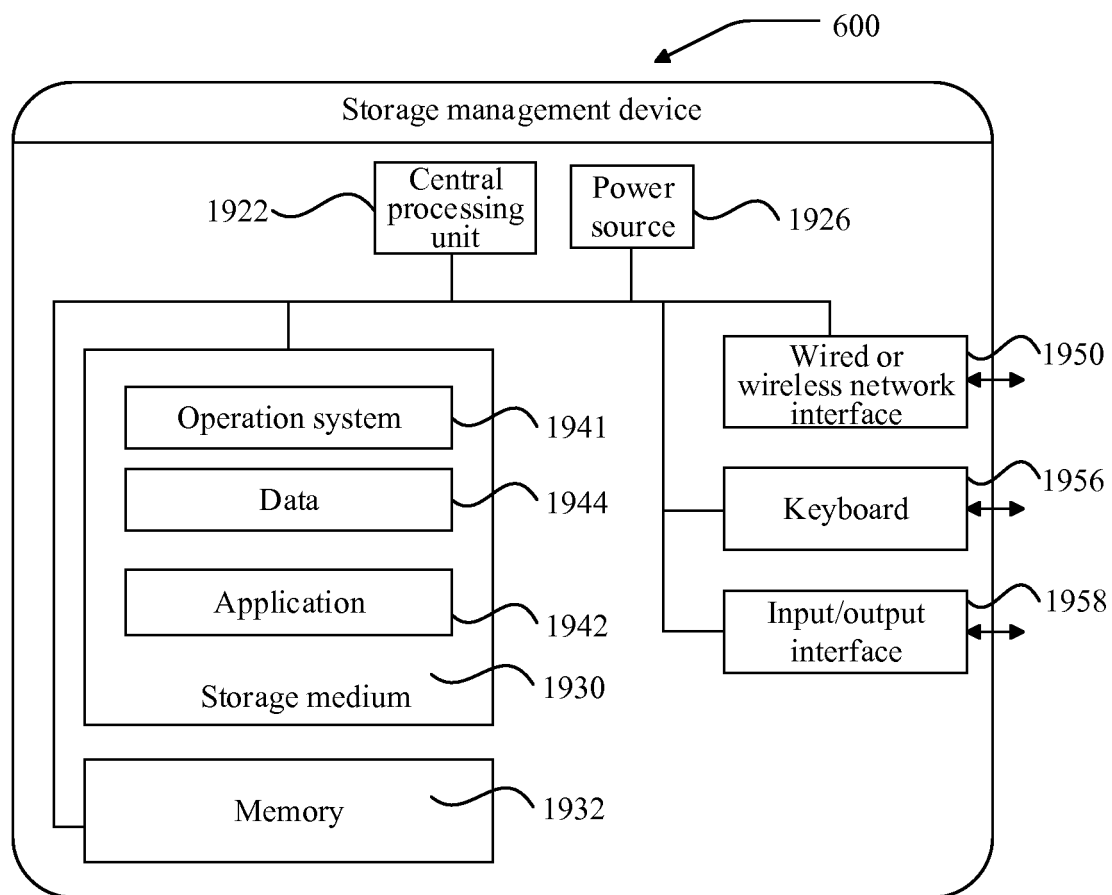 600
Storage management device
Central
processing
unit
1922
Power
source
1926
Wired or
wireless network
interface
1950
Operation system
1941
Data
1944
Keyboard
1956
Application
1942
Input/output
interface
1958
Storage medium
1930
Memory
1932